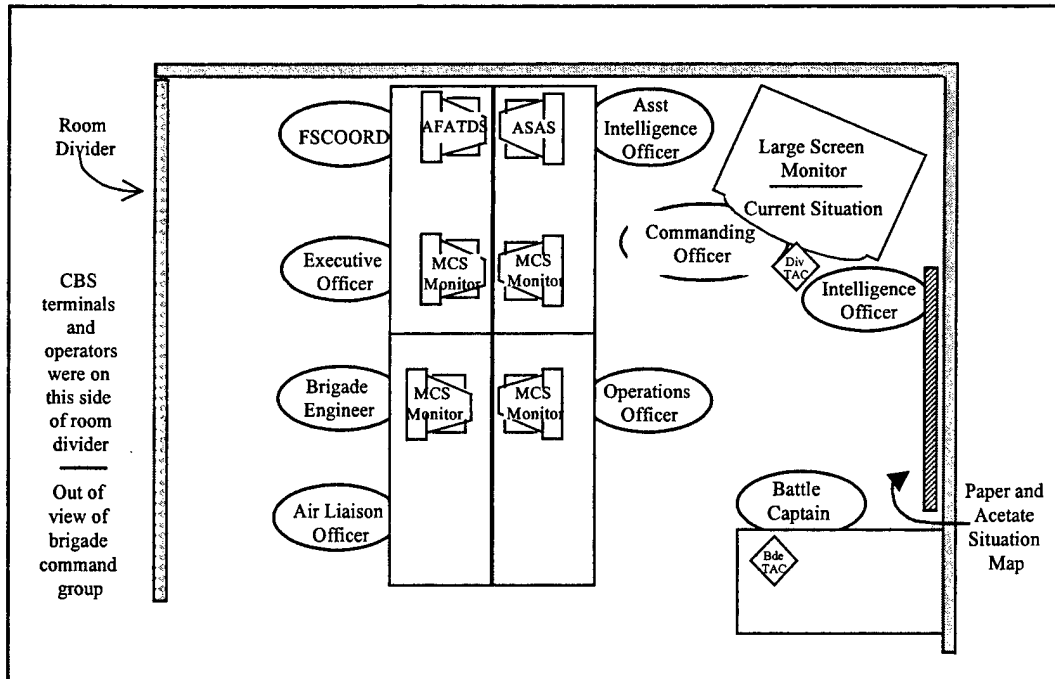 Room
Divider
CBS
terminals
and
operators
were on
this side
of room
divider
Out of
view of
brigade
command
group
FSCOORD
AFATDS
ASAS
Asst
Intelligence
Officer
Large Screen
Monitor
Current Situation
Executive
Officer
MCS
Monitor
MCS
Monitor
Commanding
Officer
Div
TAC
Intelligence
Officer
Brigade
Engineer
MCS
Monitor
MCS
Monitor
Operations
Officer
Air Liaison
Officer
Battle
Captain
Bde
TAC
Paper and
Acetate
Situation
Map